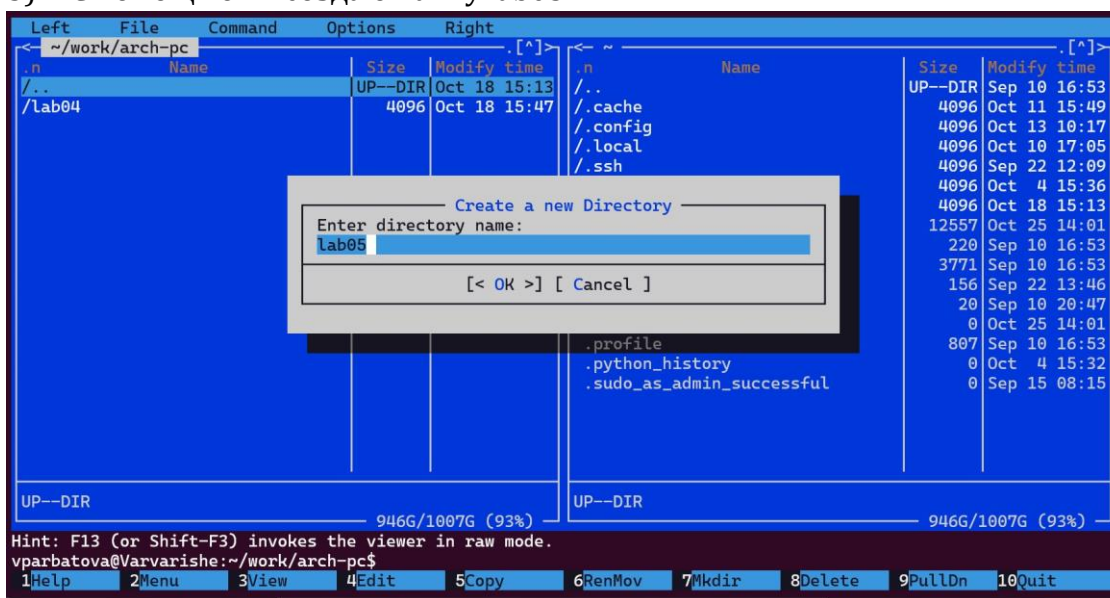 Left File Command Options Right
<- ~/work/arch-pc .[^]> <- ~ .[^]>
.n Name Size Modify time .n Name Size Modify time
/.. UP--DIR Oct 18 15:13 /.. UP--DIR Sep 10 16:53
/lab04 4096 Oct 18 15:47 /.cache 4096 Oct 11 15:49
/.config 4096 Oct 13 10:17
/.local 4096 Oct 10 17:05
/.ssh 4096 Sep 22 12:09
4096 Oct 4 15:36
Create a new Directory 4096 Oct 18 15:13
Enter directory name: 12557 Oct 25 14:01
lab05 220 Sep 10 16:53
3771 Sep 10 16:53
[< OK >] [ Cancel ] 156 Sep 22 13:46
20 Sep 10 20:47
0 Oct 25 14:01
.profile 807 Sep 10 16:53
.python_history 0 Oct 4 15:32
.sudo_as_admin_successful 0 Sep 15 08:15
UP--DIR UP--DIR
946G/1007G (93%) 946G/1007G (93%)
Hint: F13 (or Shift-F3) invokes the viewer in raw mode.
vparbatova@Varvarishe:~/work/arch-pc$
1Help 2Menu 3View 4Edit 5Copy 6RenMov 7Mkdir 8Delete 9PullDn 10Quit